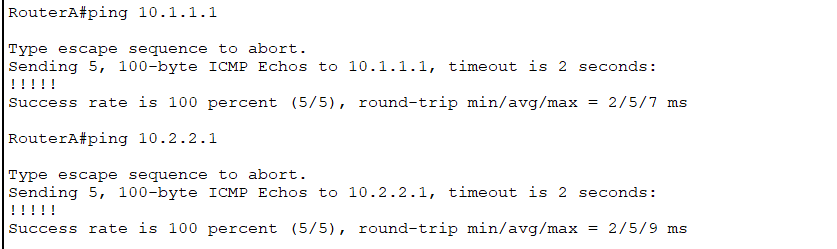 RouterA#ping 10.1.1.1
Type escape sequence to abort.
Sending 5, 100-byte ICMP Echos to 10.1.1.1, timeout is 2 seconds:
!!!!!
Success rate is 100 percent (5/5), round-trip min/avg/max = 2/5/7 ms
RouterA#ping 10.2.2.1
Type escape sequence to abort.
Sending 5, 100-byte ICMP Echos to 10.2.2.1, timeout is 2 seconds:
!!!!!
Success rate is 100 percent (5/5), round-trip min/avg/max = 2/5/9 ms